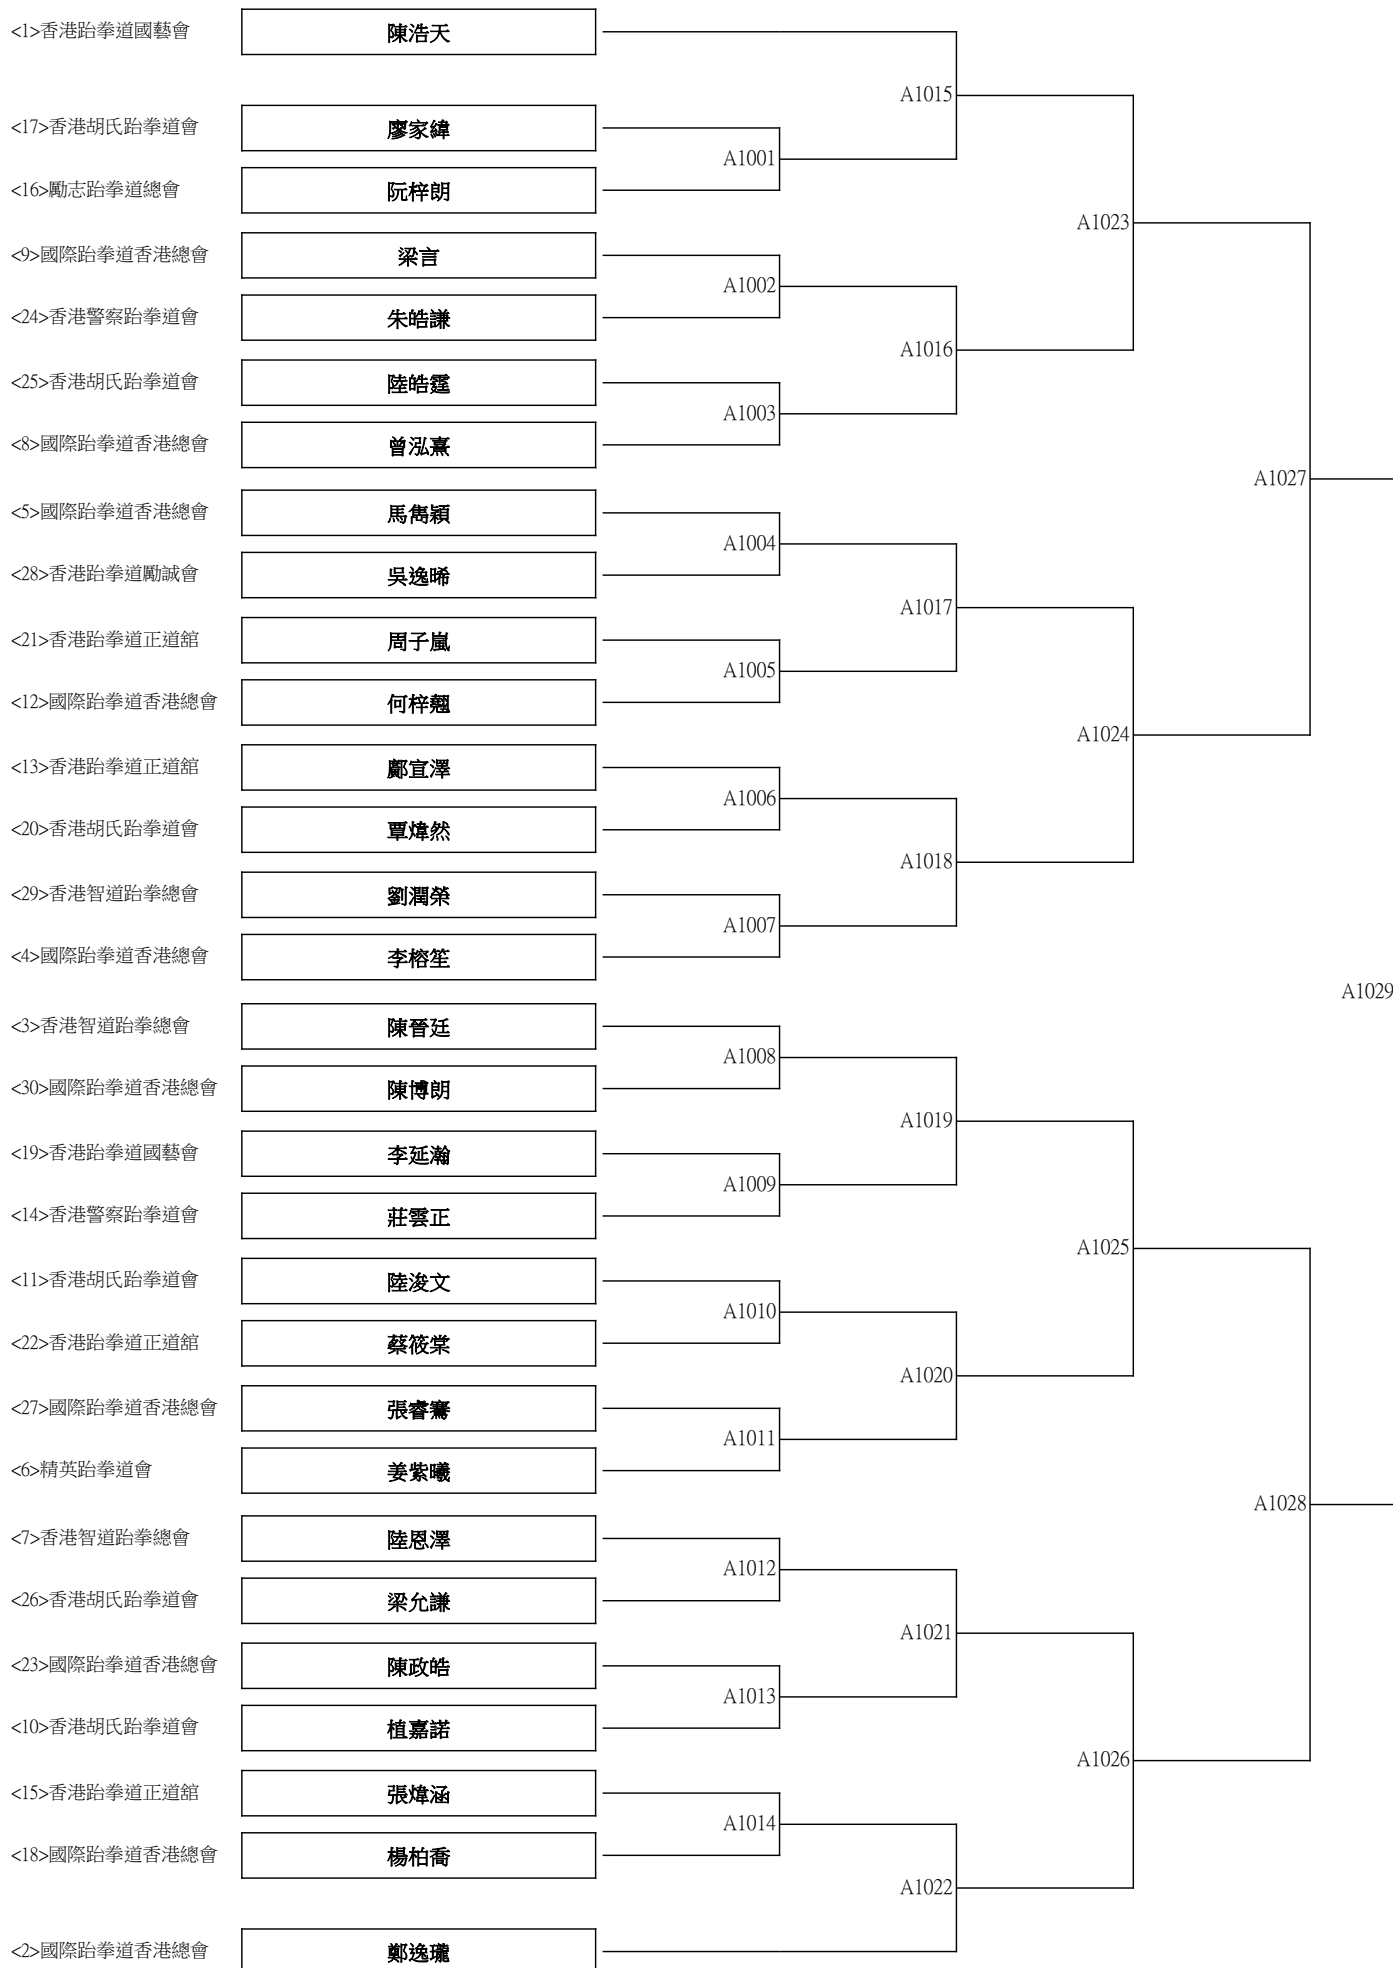 <1>香港跆拳道國藝會 陳浩天
A1015
<17>香港胡氏跆拳道會 廖家緯
A1001
<16>勵志跆拳道總會 阮梓朗
A1023
<9>國際跆拳道香港總會 梁言
A1002
<24>香港警察跆拳道會 朱皓謙
A1016
<25>香港胡氏跆拳道會 陸皓霆
A1003
<8>國際跆拳道香港總會 曾泓熹
A1027
<5>國際跆拳道香港總會 馬雋穎
A1004
<28>香港跆拳道勵誠會 吳逸晞
A1017
<21>香港跆拳道正道舘 周子嵐
A1005
<12>國際跆拳道香港總會 何梓翹
A1024
<13>香港跆拳道正道舘 鄺宣澤
A1006
<20>香港胡氏跆拳道會 覃煒然
A1018
<29>香港智道跆拳總會 劉潤榮
A1007
<4>國際跆拳道香港總會 李榕笙
A1029
<3>香港智道跆拳總會 陳晉廷
A1008
<30>國際跆拳道香港總會 陳博朗
A1019
<19>香港跆拳道國藝會 李延瀚
A1009
<14>香港警察跆拳道會 莊雲正
A1025
<11>香港胡氏跆拳道會 陸浚文
A1010
<22>香港跆拳道正道舘 蔡筱棠
A1020
<27>國際跆拳道香港總會 張睿騫
A1011
<6>精英跆拳道會 姜紫曦
A1028
<7>香港智道跆拳總會 陸恩澤
A1012
<26>香港胡氏跆拳道會 梁允謙
A1021
<23>國際跆拳道香港總會 陳政皓
A1013
<10>香港胡氏跆拳道會 植嘉諾
A1026
<15>香港跆拳道正道舘 張煒涵
A1014
<18>國際跆拳道香港總會 楊柏喬
A1022
<2>國際跆拳道香港總會 鄭逸瓏